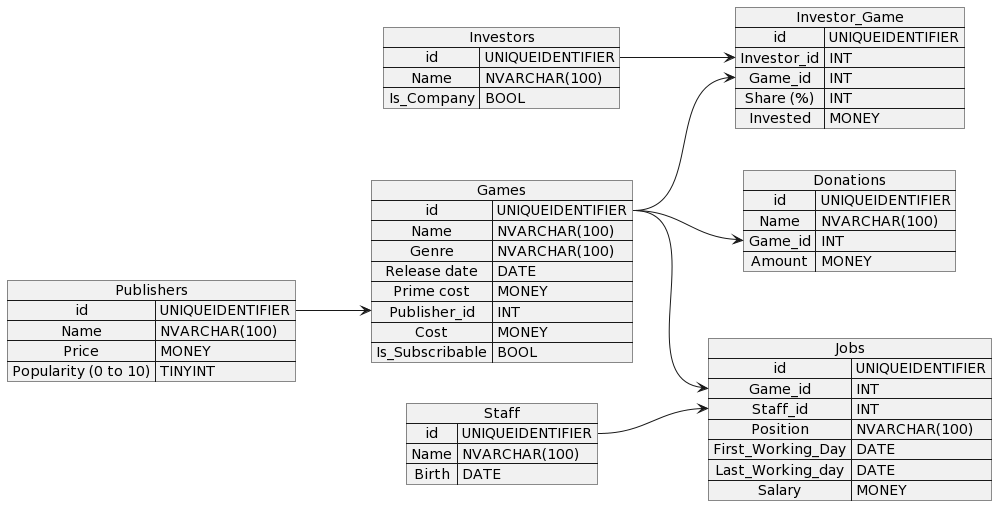 Investors
id UNIQUEIDENTIFIER
Name NVARCHAR(100)
Is_Company BOOL
Investor_Game
id UNIQUEIDENTIFIER
Investor_id INT
Game_id INT
Share (%) INT
Invested MONEY
Games
id UNIQUEIDENTIFIER
Name NVARCHAR(100)
Genre NVARCHAR(100)
Release date DATE
Prime cost MONEY
Publisher_id INT
Cost MONEY
Is_Subscribable BOOL
Donations
id UNIQUEIDENTIFIER
Name NVARCHAR(100)
Game_id INT
Amount MONEY
Publishers
id UNIQUEIDENTIFIER
Name NVARCHAR(100)
Price MONEY
Popularity (0 to 10) TINYINT
Staff
id UNIQUEIDENTIFIER
Name NVARCHAR(100)
Birth DATE
Jobs
id UNIQUEIDENTIFIER
Game_id INT
Staff_id INT
Position NVARCHAR(100)
First_Working_Day DATE
Last_Working_day DATE
Salary MONEY